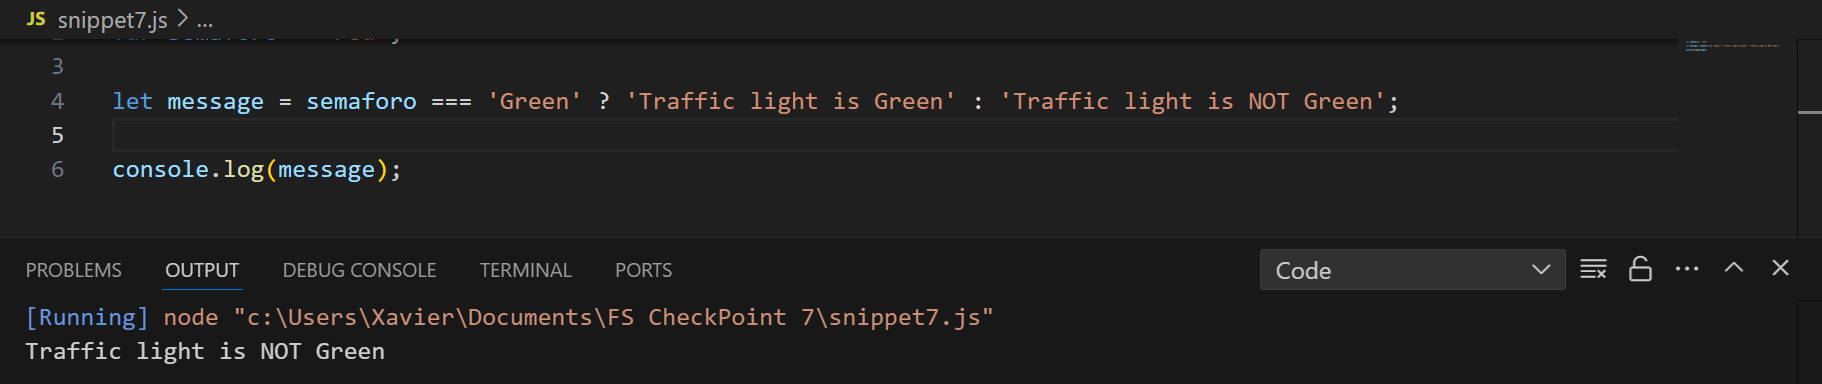 JS snippet7.js > ...
3
4 let message = semaforo === 'Green' ? 'Traffic light is Green' : 'Traffic light is NOT Green';
5
6 console.log(message);
PROBLEMS OUTPUT DEBUG CONSOLE TERMINAL PORTS Code
[Running] node "c:\Users\Xavier\Documents\FS CheckPoint 7\snippet7.js"
Traffic light is NOT Green